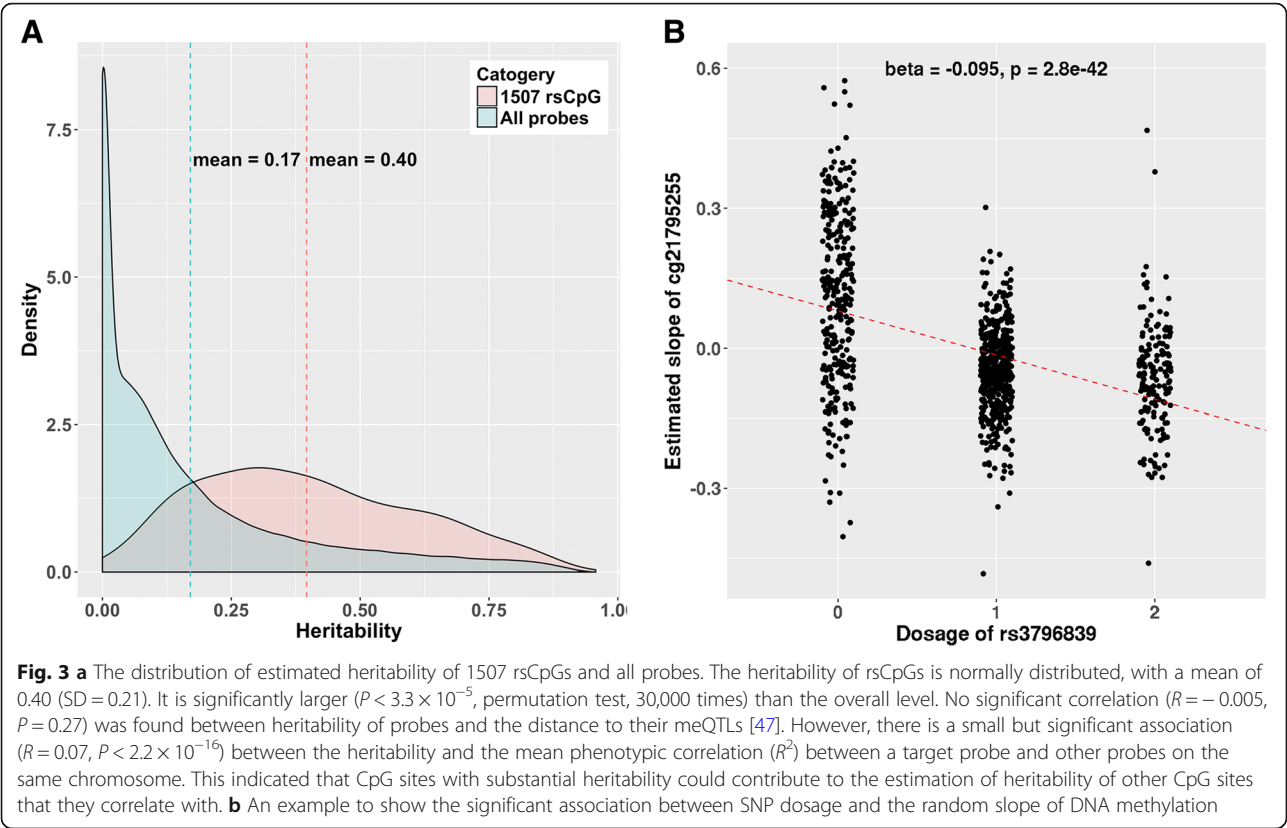 A
Catogery
1507 rsCpG
All probes
mean = 0.17
mean = 0.40
7.5
5.0
2.5
0.0
Density
0.00
0.25
0.50
0.75
1.0
Heritability
B
beta = -0.095, p = 2.8e-42
0.6
0.3
0.0
-0.3
Estimated slope of cg21795255
0
1
2
Dosage of rs3796839
Fig. 3 a The distribution of estimated heritability of 1507 rsCpGs and all probes. The heritability of rsCpGs is normally distributed, with a mean of
0.40 (SD = 0.21). It is significantly larger (P < 3.3 × 10⁻⁵, permutation test, 30,000 times) than the overall level. No significant correlation (R = − 0.005,
P = 0.27) was found between heritability of probes and the distance to their meQTLs [47]. However, there is a small but significant association
(R = 0.07, P < 2.2 × 10⁻¹⁶) between the heritability and the mean phenotypic correlation (R²) between a target probe and other probes on the
same chromosome. This indicated that CpG sites with substantial heritability could contribute to the estimation of heritability of other CpG sites
that they correlate with. b An example to show the significant association between SNP dosage and the random slope of DNA methylation